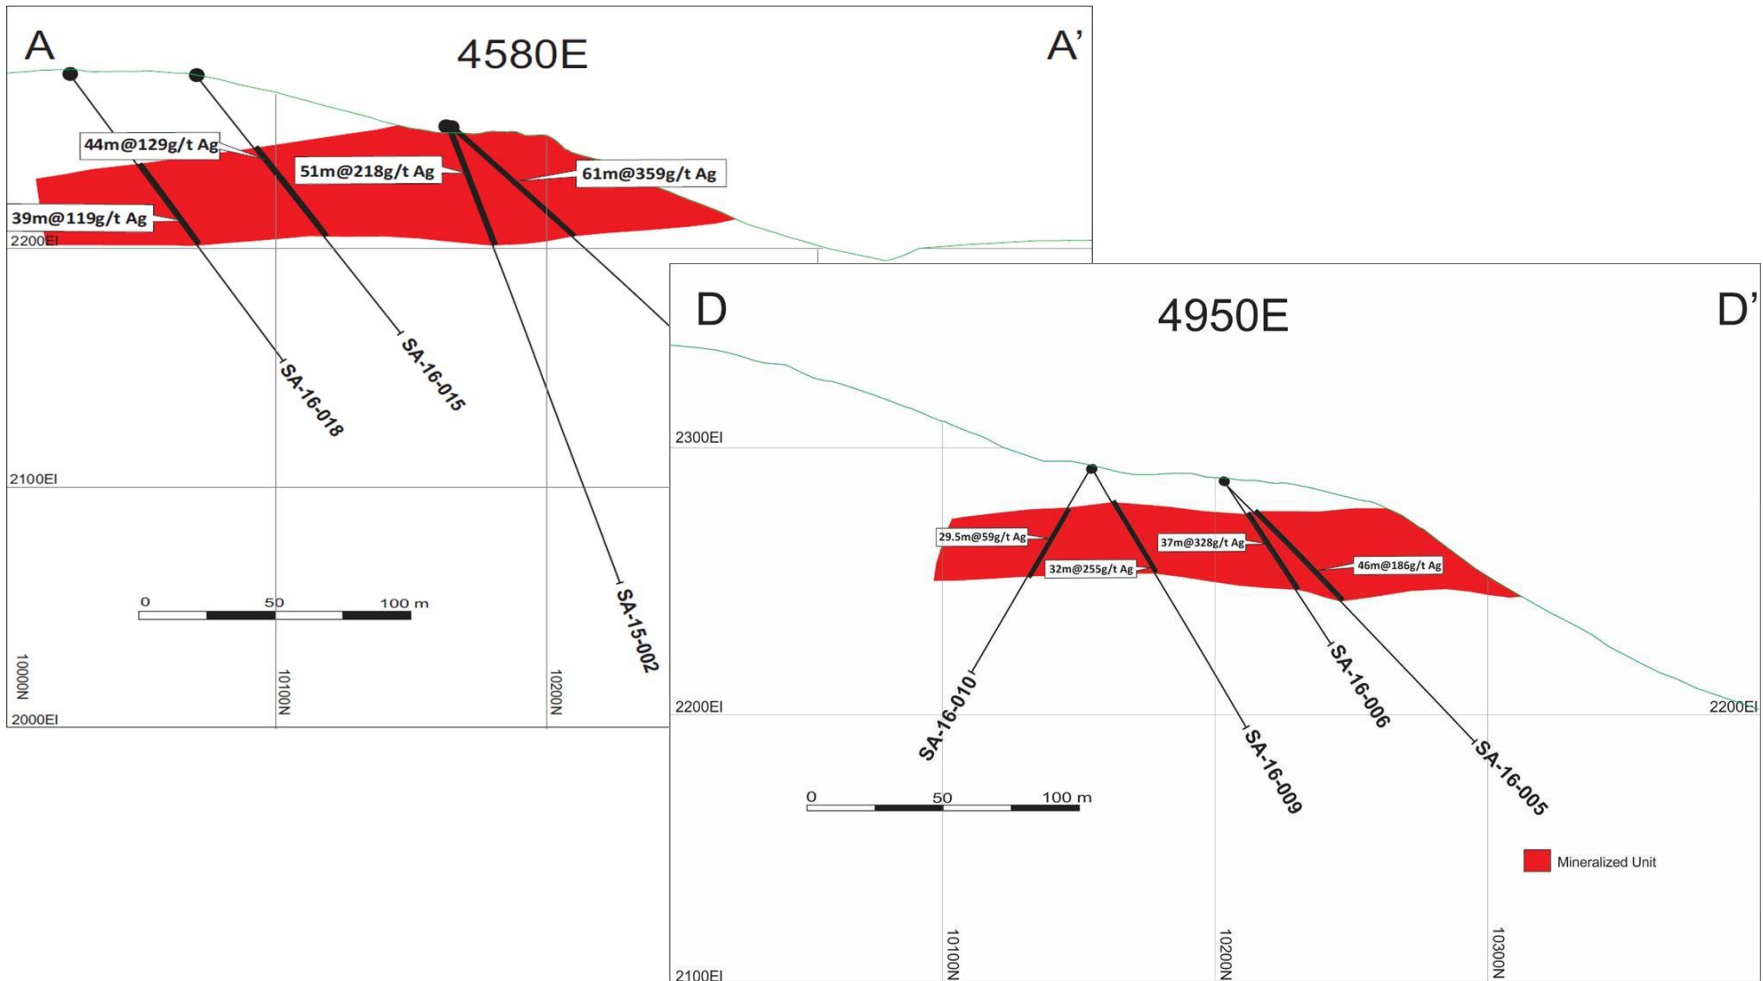 A
4580E
A'
44m@129g/t Ag
51m@218g/t Ag
61m@359g/t Ag
39m@119g/t Ag
2200El
SA-16-018
SA-16-015
SA-15-002
2100El
0 50 100 m
10000N
10100N
10200N
2000El
D
4950E
D'
2300El
29.5m@59g/t Ag
32m@255g/t Ag
37m@328g/t Ag
46m@186g/t Ag
SA-16-010
SA-16-009
SA-16-006
SA-16-005
2200El
2200El
0 50 100 m
Mineralized Unit
10100N
10200N
10300N
2100El